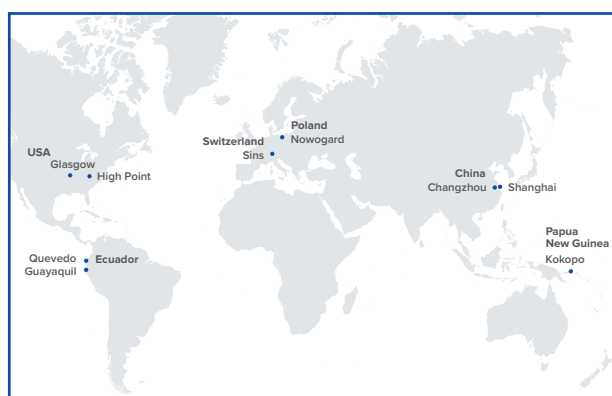 USA
Glasgow
High Point
Switzerland
Sins
Poland
Nowogard
China
Changzhou
Shanghai
Papua
New Guinea
Kokopo
Quevedo
Guayaquil
Ecuador